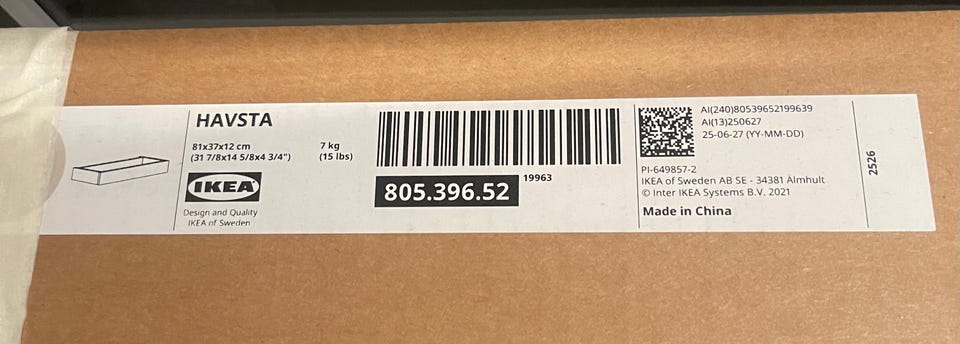 HAVSTA
81x37x12 cm
(31 7/8x14 5/8x4 3/4")
7 kg
(15 lbs)
IKEA
Design and Quality
IKEA of Sweden
805.396.52
19963
AI(240)80539652199639
AI(13)250627
25-06-27 (YY-MM-DD)
PI-649857-2
IKEA of Sweden AB SE - 34381 Älmhult
© Inter IKEA Systems B.V. 2021
Made in China
2526